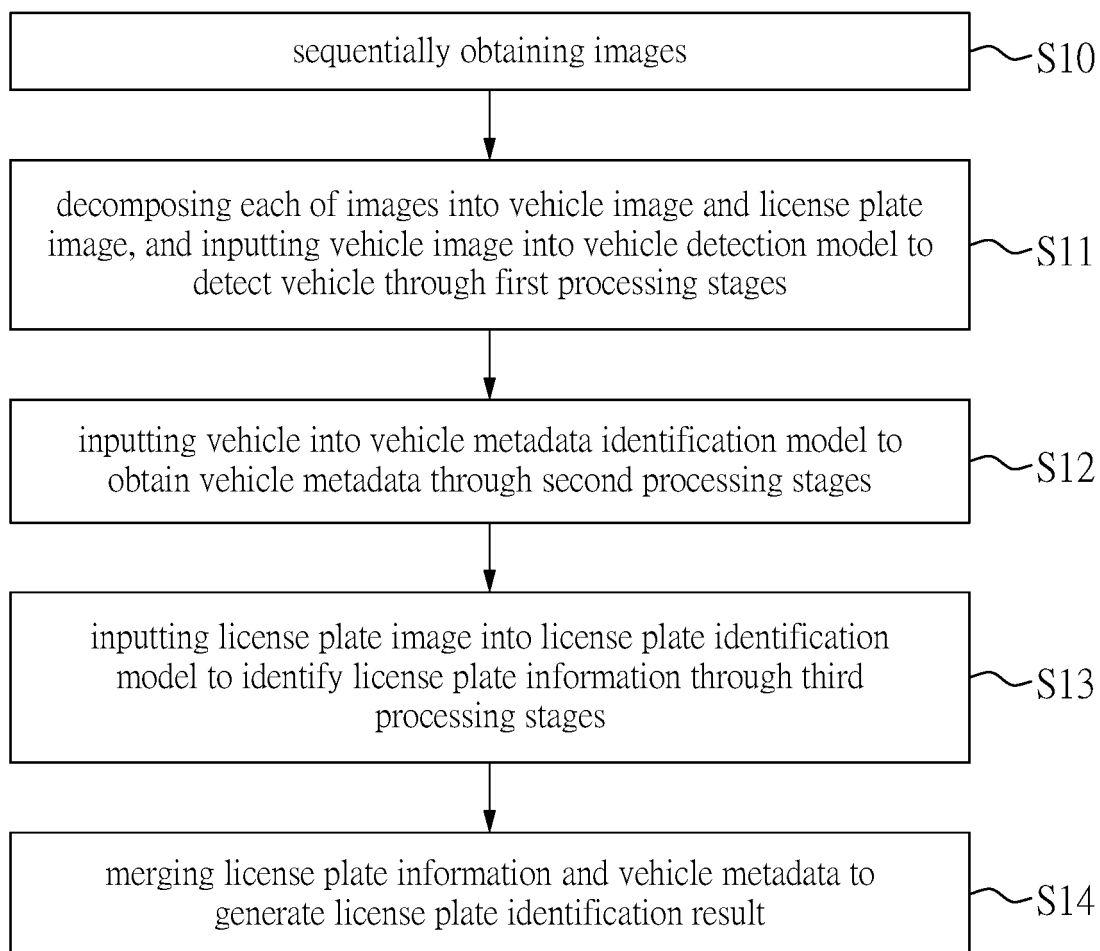 sequentially obtaining images
S10
decomposing each of images into vehicle image and license plate
image, and inputting vehicle image into vehicle detection model to
detect vehicle through first processing stages
S11
inputting vehicle into vehicle metadata identification model to
obtain vehicle metadata through second processing stages
S12
inputting license plate image into license plate identification
model to identify license plate information through third
processing stages
S13
merging license plate information and vehicle metadata to
generate license plate identification result
S14